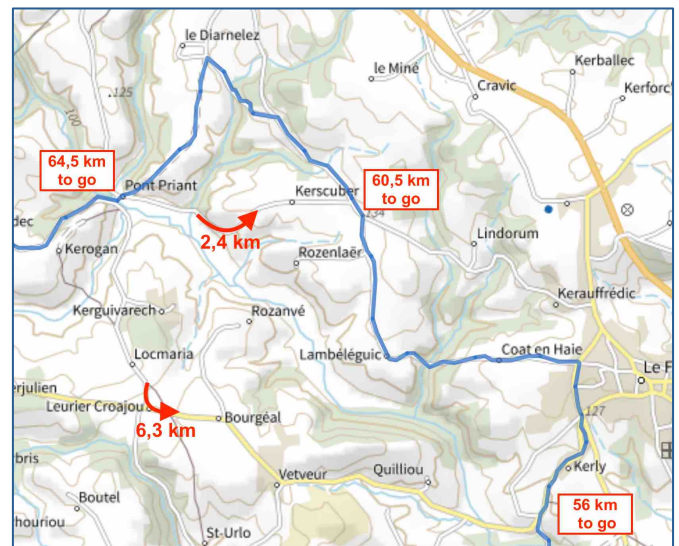 le Diarnelez
Kerballec
le Miné
.125
Cravic
Kerforc
100
64,5 km
to go
60,5 km
to go
Pont Priant
Kerscuber
134
dec
2,4 km
Lindorum
Kerogan
Rozenlaër
Kerauffrédic
Kerguivarech
Rozanvé
Locmaria
Lambéléguic
Coat en Haie
Le F
erjulien
Leurier Croajou
127
Bourgéal
6,3 km
bris
Kerly
Vetveur
Quilliou
Boutel
56 km
to go
houriou
St-Urlo